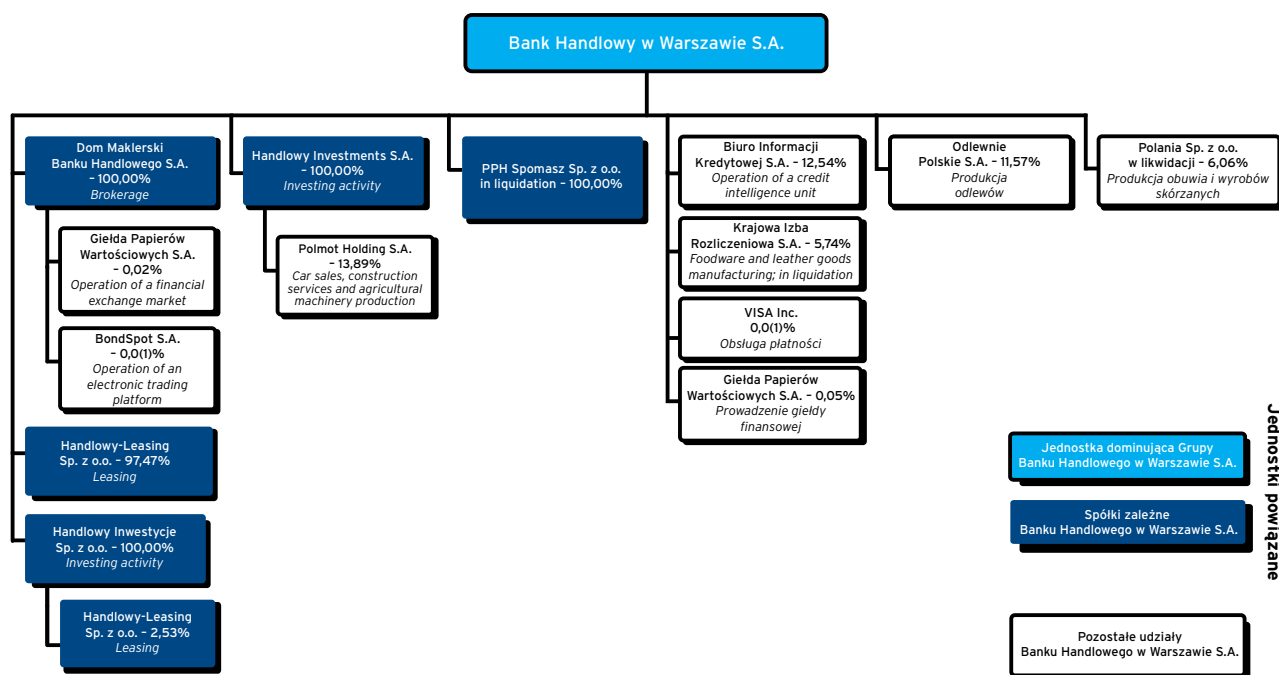 Bank Handlowy w Warszawie S.A.
Dom Maklerski
Banku Handlowego S.A.
– 100,00%
Brokerage
Giełda Papierów
Wartościowych S.A.
– 0,02%
Operation of a financial
exchange market
BondSpot S.A.
– 0,0(1)%
Operation of an
electronic trading
platform
Handlowy-Leasing
Sp. z o.o. – 97,47%
Leasing
Handlowy Inwestycje
Sp. z o.o. – 100,00%
Investing activity
Handlowy-Leasing
Sp. z o.o. – 2,53%
Leasing
Handlowy Investments S.A.
– 100,00%
Investing activity
Polmot Holding S.A.
– 13,89%
Car sales, construction
services and agricultural
machinery production
PPH Spomasz Sp. z o.o.
in liquidation – 100,00%
Biuro Informacji
Kredytowej S.A. – 12,54%
Operation of a credit
intelligence unit
Krajowa Izba
Rozliczeniowa S.A. – 5,74%
Foodware and leather goods
manufacturing; in liquidation
VISA Inc.
0,0(1)%
Obsługa płatności
Giełda Papierów
Wartościowych S.A. – 0,05%
Prowadzenie giełdy
finansowej
Odlewnie
Polskie S.A. – 11,57%
Produkcja
odlewów
Polania Sp. z o.o.
w likwidacji – 6,06%
Produkcja obuwia i wyrobów
skórzanych
Jednostka dominująca Grupy
Banku Handlowego w Warszawie S.A.
Spółki zależne
Banku Handlowego w Warszawie S.A.
Jednostki powiązane
Pozostałe udziały
Banku Handlowego w Warszawie S.A.